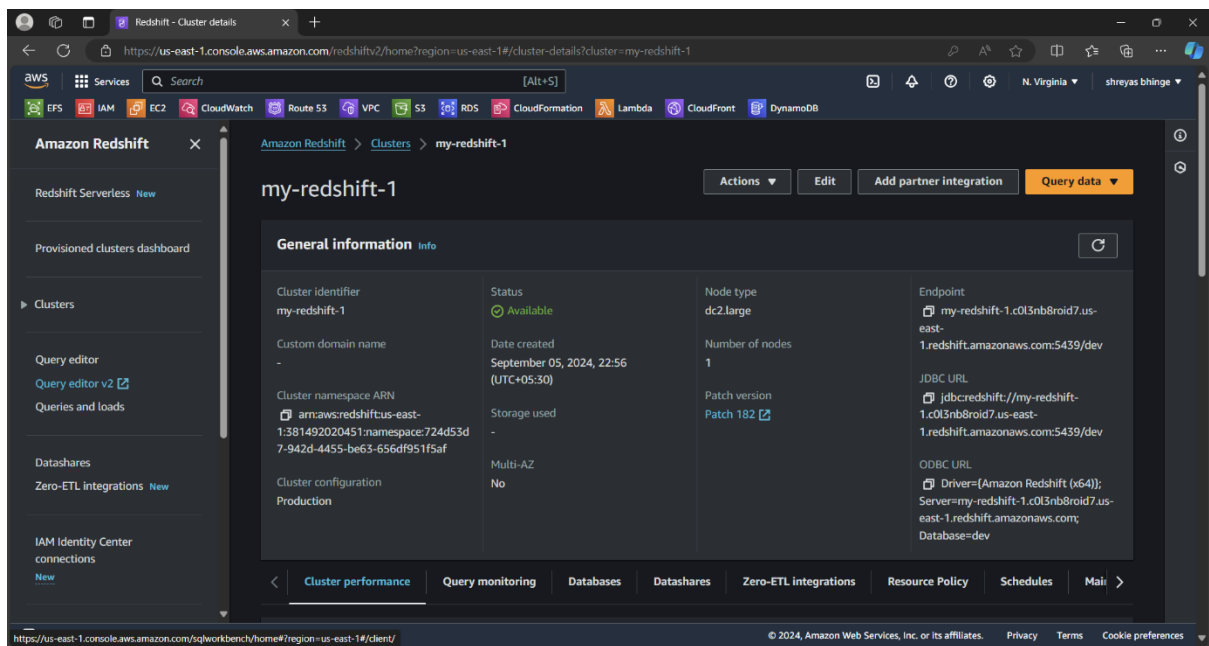 Redshift - Cluster details
https://us-east-1.console.aws.amazon.com/redshiftv2/home?region=us-east-1#/cluster-details?cluster=my-redshift-1
aws Services Search [Alt+S] N. Virginia ▼ shreyas bhinge ▼
EFS IAM EC2 CloudWatch Route 53 VPC S3 RDS CloudFormation Lambda CloudFront DynamoDB
Amazon Redshift
Redshift Serverless New
Provisioned clusters dashboard
Clusters
Query editor
Query editor v2
Queries and loads
Datashares
Zero-ETL integrations New
IAM Identity Center
connections
New
Amazon Redshift > Clusters > my-redshift-1
my-redshift-1
Actions ▼ Edit Add partner integration Query data ▼
General information Info
Cluster identifier
my-redshift-1
Custom domain name
-
Cluster namespace ARN
arn:aws:redshift:us-east-
1:381492020451:namespace:724d53d
7-942d-4455-be63-656df951f5af
Cluster configuration
Production
Status
Available
Date created
September 05, 2024, 22:56
(UTC+05:30)
Storage used
-
Multi-AZ
No
Node type
dc2.large
Number of nodes
1
Patch version
Patch 182
Endpoint
my-redshift-1.c0l3nb8roid7.us-
east-
1.redshift.amazonaws.com:5439/dev
JDBC URL
jdbc:redshift://my-redshift-
1.c0l3nb8roid7.us-east-
1.redshift.amazonaws.com:5439/dev
ODBC URL
Driver={Amazon Redshift (x64)};
Server=my-redshift-1.c0l3nb8roid7.us-
east-1.redshift.amazonaws.com;
Database=dev
Cluster performance Query monitoring Databases Datashares Zero-ETL integrations Resource Policy Schedules Mai
https://us-east-1.console.aws.amazon.com/sqlworkbench/home#?region=us-east-1#/client/
© 2024, Amazon Web Services, Inc. or its affiliates. Privacy Terms Cookie preferences